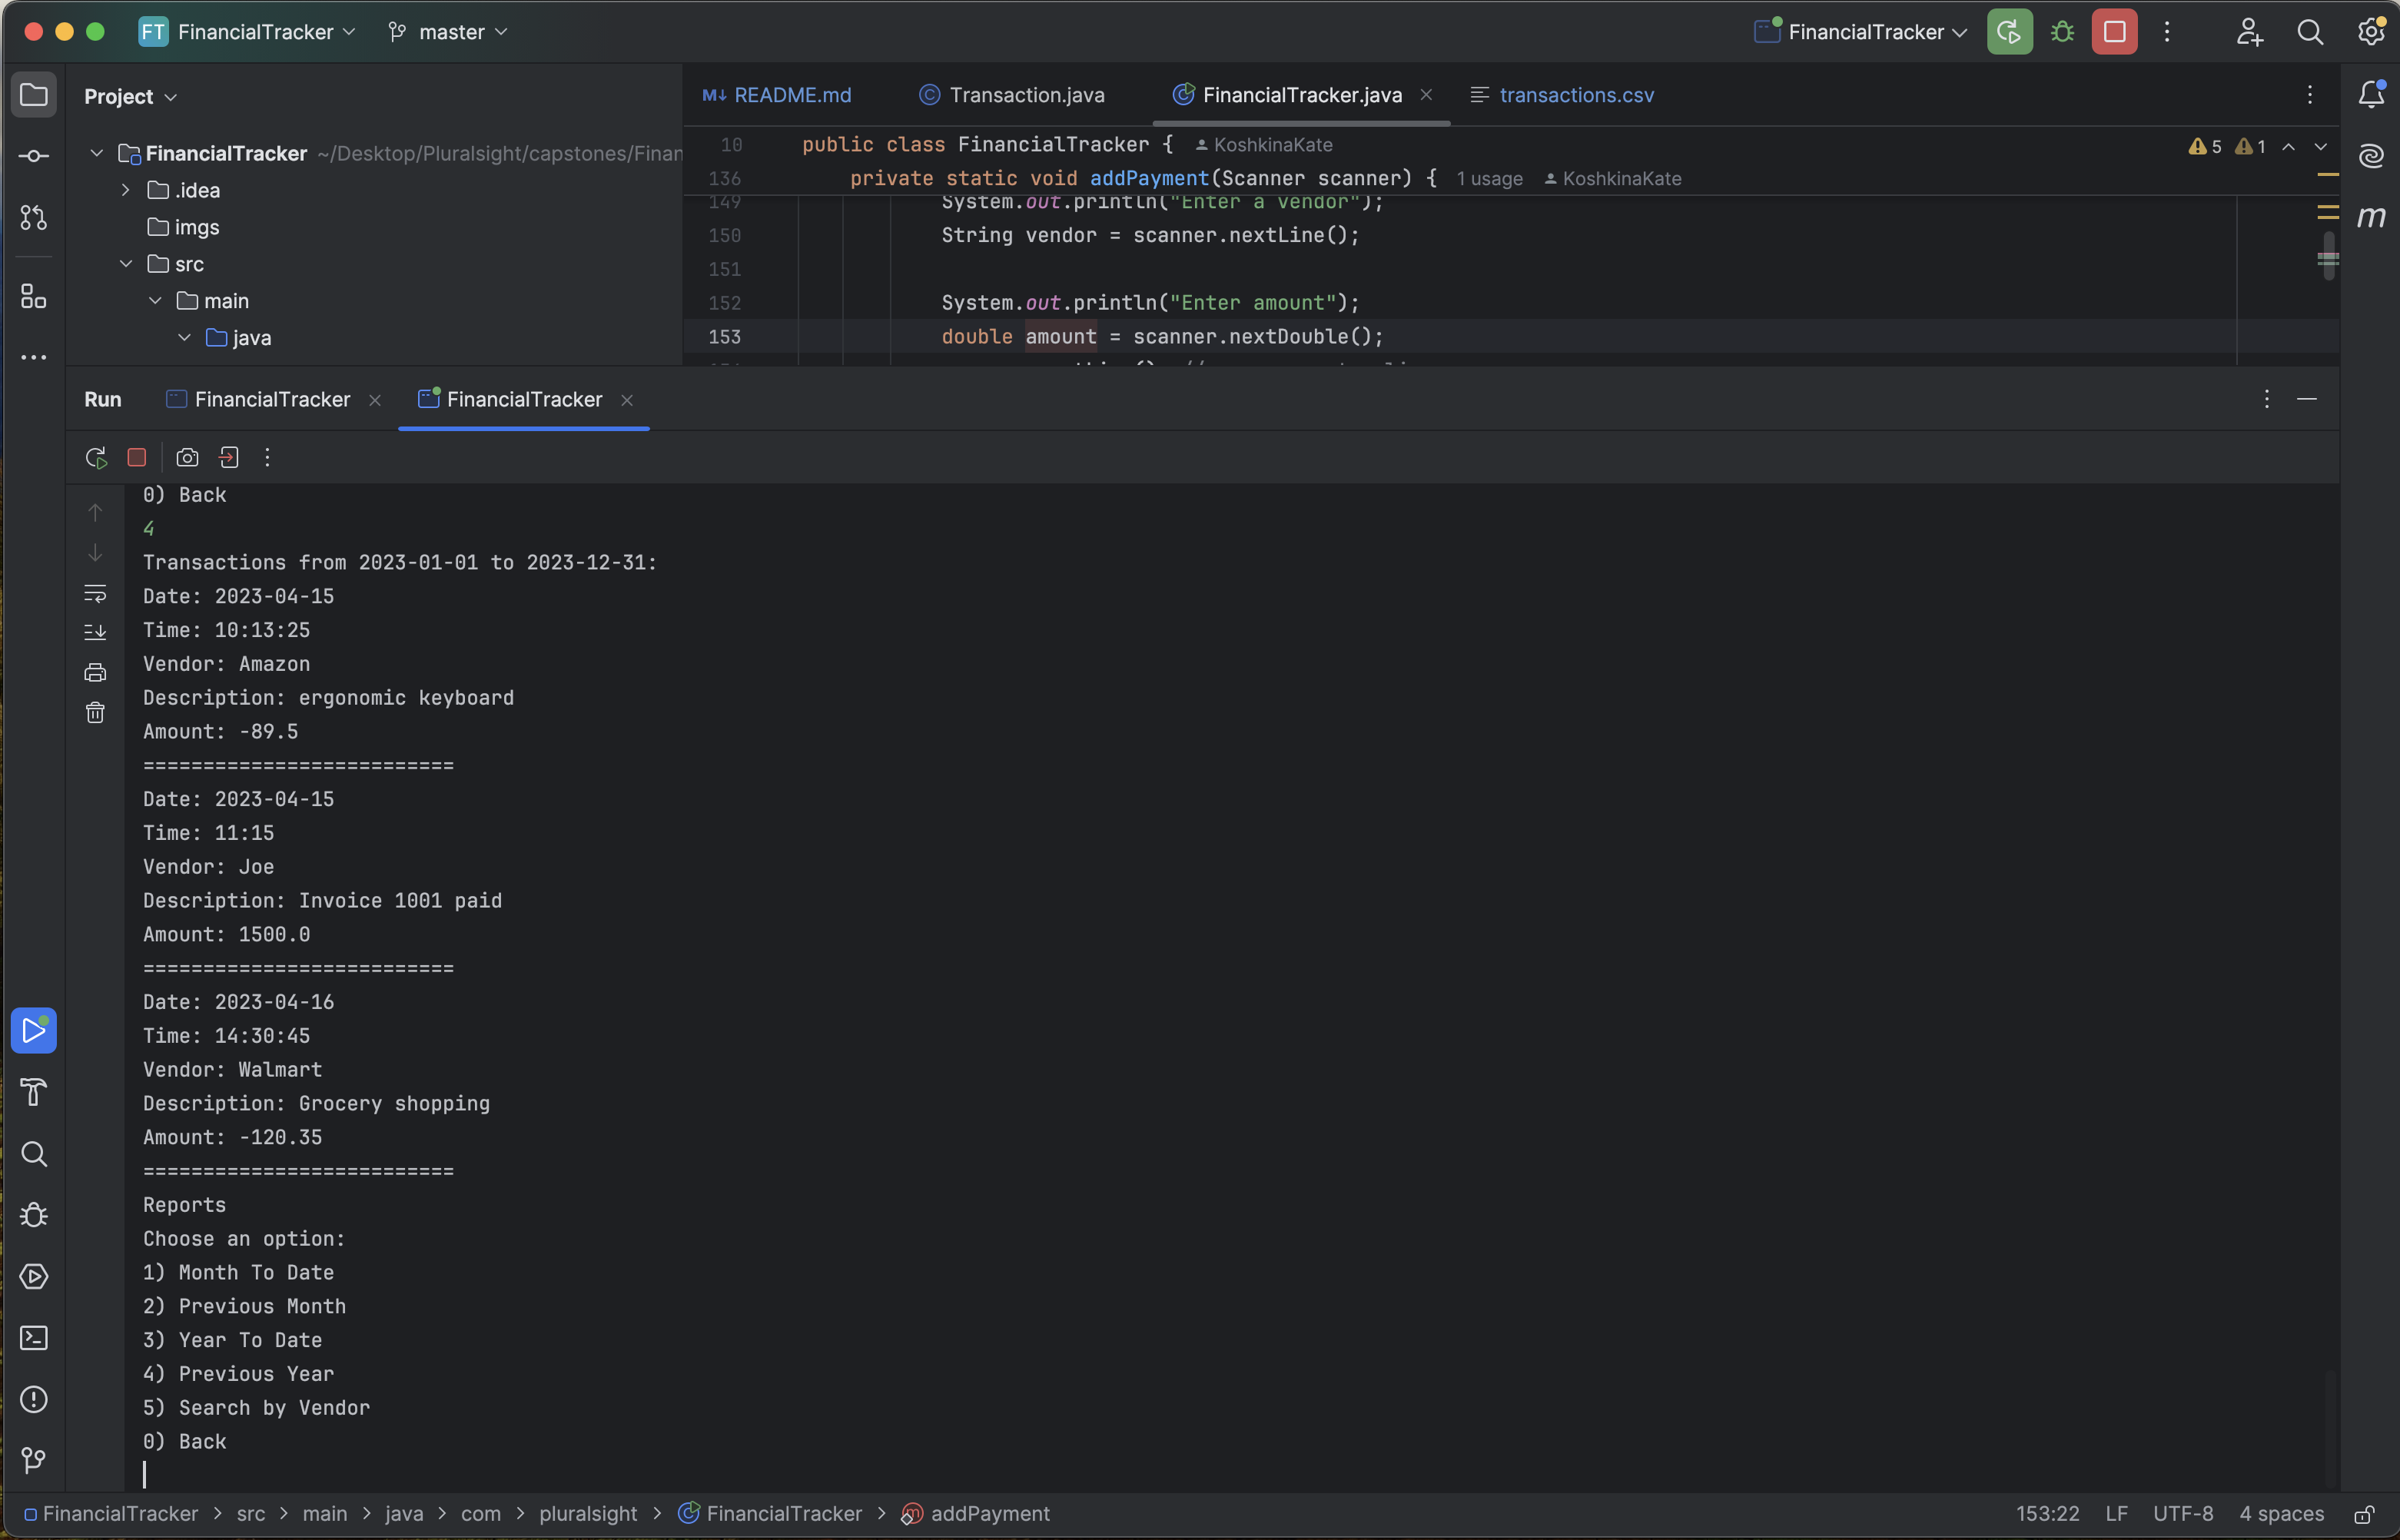 FT FinancialTracker master FinancialTracker
Project
README.md Transaction.java FinancialTracker.java transactions.csv
FinancialTracker ~/Desktop/Pluralsight/capstones/Finan
.idea
imgs
src
main
java
10 public class FinancialTracker { KoshkinaKate 5 1
136 private static void addPayment(Scanner scanner) { 1 usage KoshkinaKate
149 System.out.println("Enter a vendor");
150 String vendor = scanner.nextLine();
151
152 System.out.println("Enter amount");
153 double amount = scanner.nextDouble();
m
Run FinancialTracker FinancialTracker
0) Back
4
Transactions from 2023-01-01 to 2023-12-31:
Date: 2023-04-15
Time: 10:13:25
Vendor: Amazon
Description: ergonomic keyboard
Amount: -89.5
==========================
Date: 2023-04-15
Time: 11:15
Vendor: Joe
Description: Invoice 1001 paid
Amount: 1500.0
==========================
Date: 2023-04-16
Time: 14:30:45
Vendor: Walmart
Description: Grocery shopping
Amount: -120.35
==========================
Reports
Choose an option:
1) Month To Date
2) Previous Month
3) Year To Date
4) Previous Year
5) Search by Vendor
0) Back
FinancialTracker > src > main > java > com > pluralsight > FinancialTracker > addPayment 153:22 LF UTF-8 4 spaces